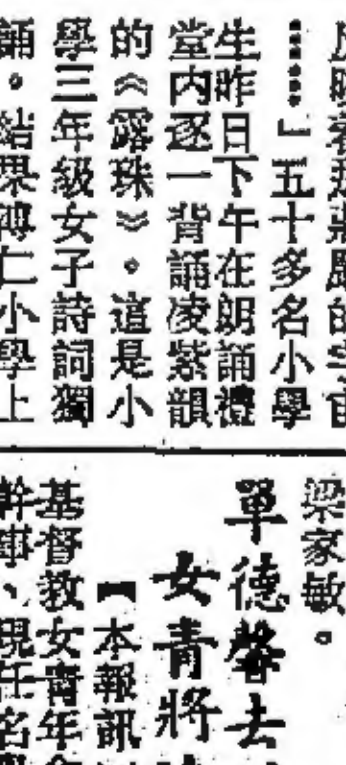 ……」五十多名小學
生昨日下午在朗誦禮
堂內逐一背誦凌紫韻
的《露珠》。這是小
學三年級女子詩詞獨
誦。結果博仁小學上
梁家敏。
單德馨去
女青將
【本報訊
基督教女青年
幹事、現任名